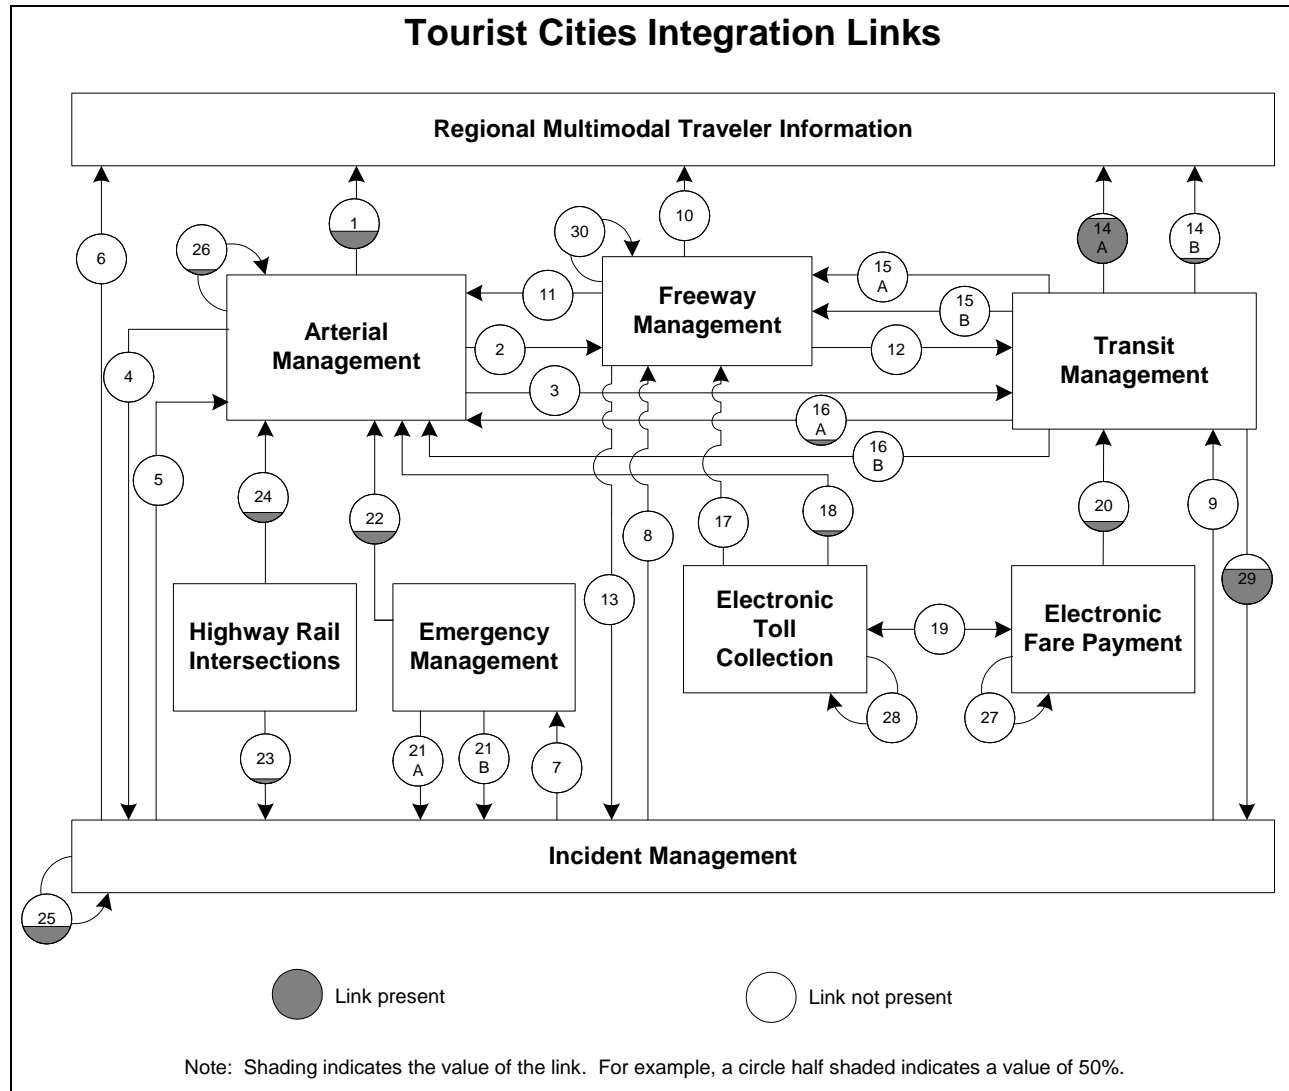 Tourist Cities Integration Links
Regional Multimodal Traveler Information
1
10
14
A
14
B
6
26
30
11
15
A
15
B
Freeway
Management
Arterial
Management
Transit
Management
2
12
4
3
16
A
16
B
5
24
22
8
17
18
20
9
29
13
Highway Rail
Intersections
Emergency
Management
Electronic
Toll
Collection
19
Electronic
Fare Payment
28
27
23
21
A
21
B
7
Incident Management
25
Link present
Link not present
Note:  Shading indicates the value of the link.  For example, a circle half shaded indicates a value of 50%.